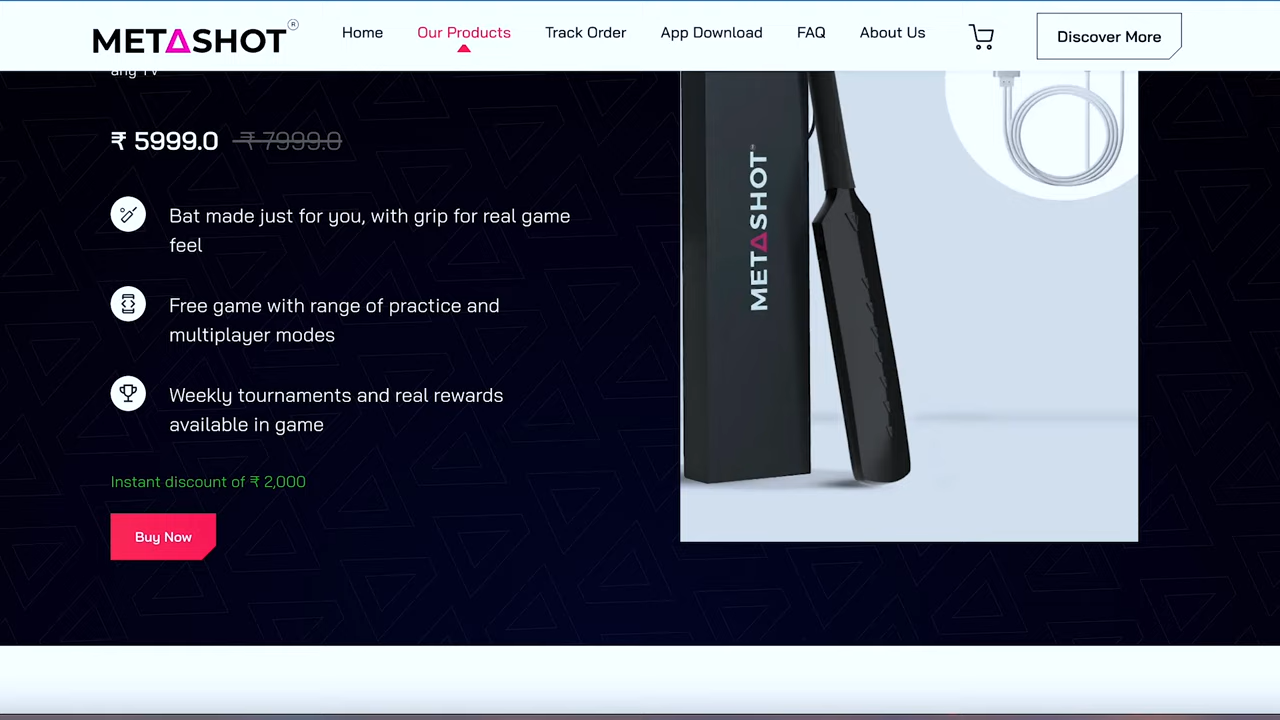 METASHOT®
Home
Our Products
Track Order
App Download
FAQ
About Us
Discover More
any TV
₹ 5999.0 ₹ 7999.0
Bat made just for you, with grip for real game
feel
Free game with range of practice and
multiplayer modes
Weekly tournaments and real rewards
available in game
Instant discount of ₹ 2,000
Buy Now
METASHOT